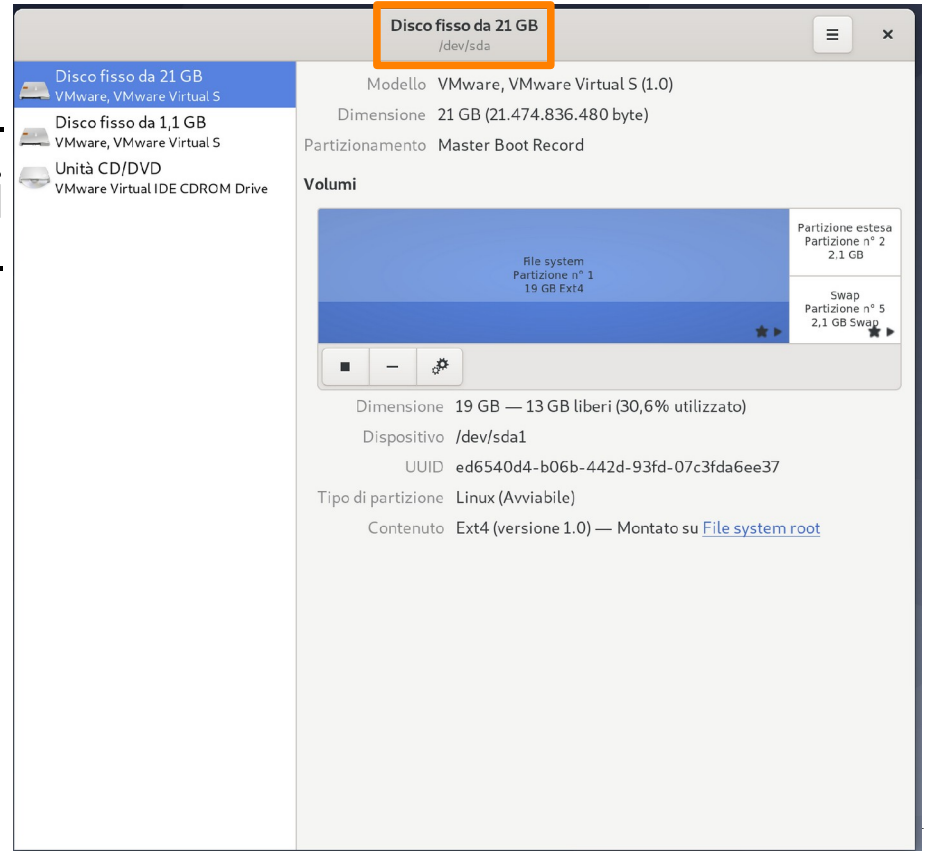 Disco fisso da 21 GB
/dev/sda
Disco fisso da 21 GB
VMware, VMware Virtual S
Disco fisso da 1,1 GB
VMware, VMware Virtual S
Unità CD/DVD
VMware Virtual IDE CDROM Drive
Modello VMware, VMware Virtual S (1.0)
Dimensione 21 GB (21.474.836.480 byte)
Partizionamento Master Boot Record
Volumi
File system
Partizione n° 1
19 GB Ext4
Partizione estesa
Partizione n° 2
2,1 GB
Swap
Partizione n° 5
2,1 GB Swap
Dimensione 19 GB — 13 GB liberi (30,6% utilizzato)
Dispositivo /dev/sda1
UUID ed6540d4-b06b-442d-93fd-07c3fda6ee37
Tipo di partizione Linux (Avviabile)
Contenuto Ext4 (versione 1.0) — Montato su File system root